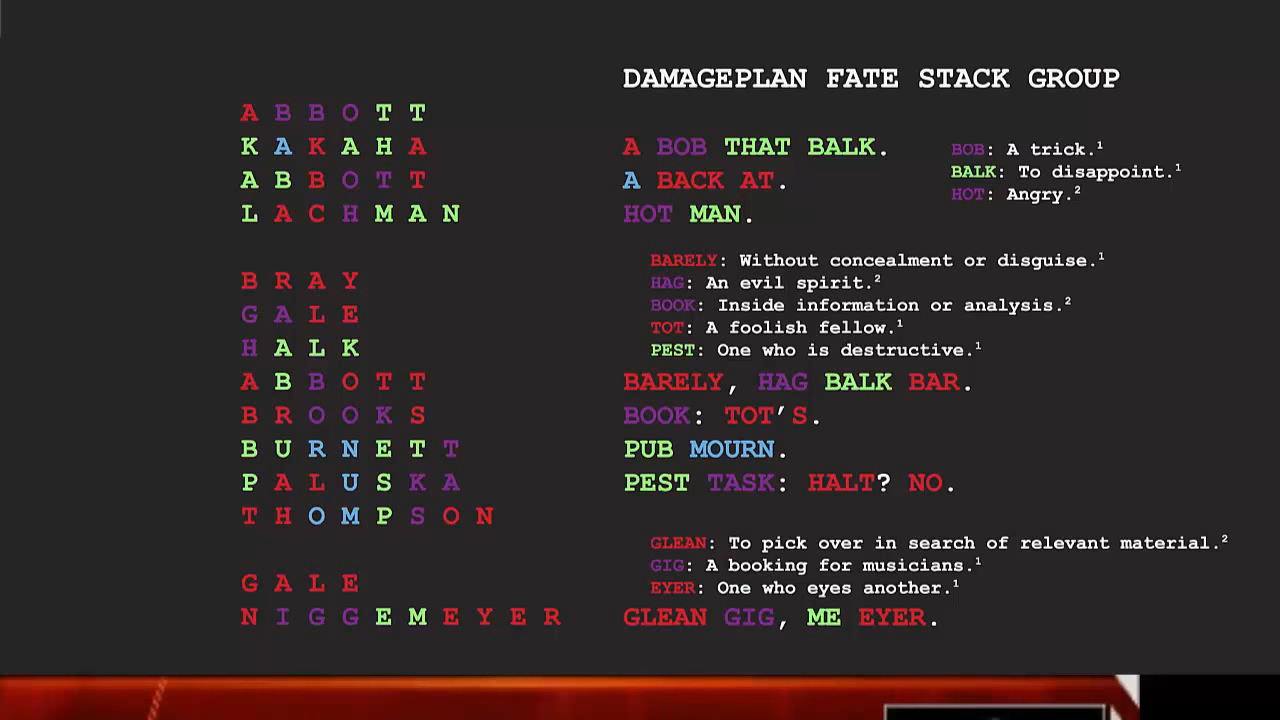 DAMAGEPLAN FATE STACK GROUP
A B B O T T
K A K A H A
A B B O T T
L A C H M A N
A BOB THAT BALK.
A BACK AT.
HOT MAN.
BOB: A trick.¹
BALK: To disappoint.¹
HOT: Angry.²
B R A Y
G A L E
H A L K
A B B O T T
B R O O K S
B U R N E T T
P A L U S K A
T H O M P S O N
BARELY: Without concealment or disguise.¹
HAG: An evil spirit.²
BOOK: Inside information or analysis.²
TOT: A foolish fellow.¹
PEST: One who is destructive.¹
BARELY, HAG BALK BAR.
BOOK: TOT'S.
PUB MOURN.
PEST TASK: HALT? NO.
G A L E
N I G G E M E Y E R
GLEAN: To pick over in search of relevant material.²
GIG: A booking for musicians.¹
EYER: One who eyes another.¹
GLEAN GIG, ME EYER.